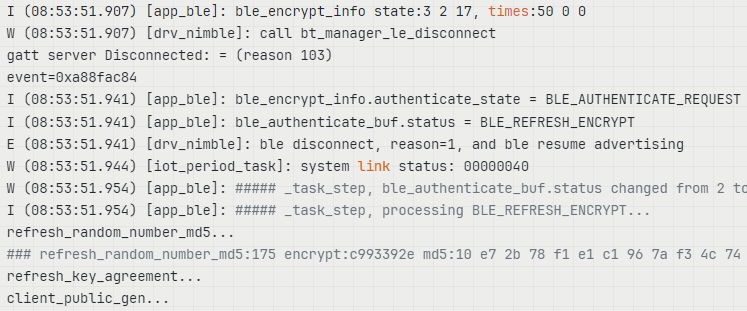 I (08:53:51.907) [app_ble]: ble_encrypt_info state:3 2 17, times:50 0 0
W (08:53:51.907) [drv_nimble]: call bt_manager_le_disconnect
gatt server Disconnected: = (reason 103)
event=0xa88fac84
I (08:53:51.941) [app_ble]: ble_encrypt_info.authenticate_state = BLE_AUTHENTICATE_REQUEST
I (08:53:51.941) [app_ble]: ble_authenticate_buf.status = BLE_REFRESH_ENCRYPT
E (08:53:51.941) [drv_nimble]: ble disconnect, reason=1, and ble resume advertising
W (08:53:51.944) [iot_period_task]: system link status: 00000040
W (08:53:51.954) [app_ble]: ##### _task_step, ble_authenticate_buf.status changed from 2 to
I (08:53:51.954) [app_ble]: ##### _task_step, processing BLE_REFRESH_ENCRYPT...
refresh_random_number_md5...
### refresh_random_number_md5:175 encrypt:c993392e md5:10 e7 2b 78 f1 e1 c1 96 7a f3 4c 74
refresh_key_agreement...
client_public_gen...